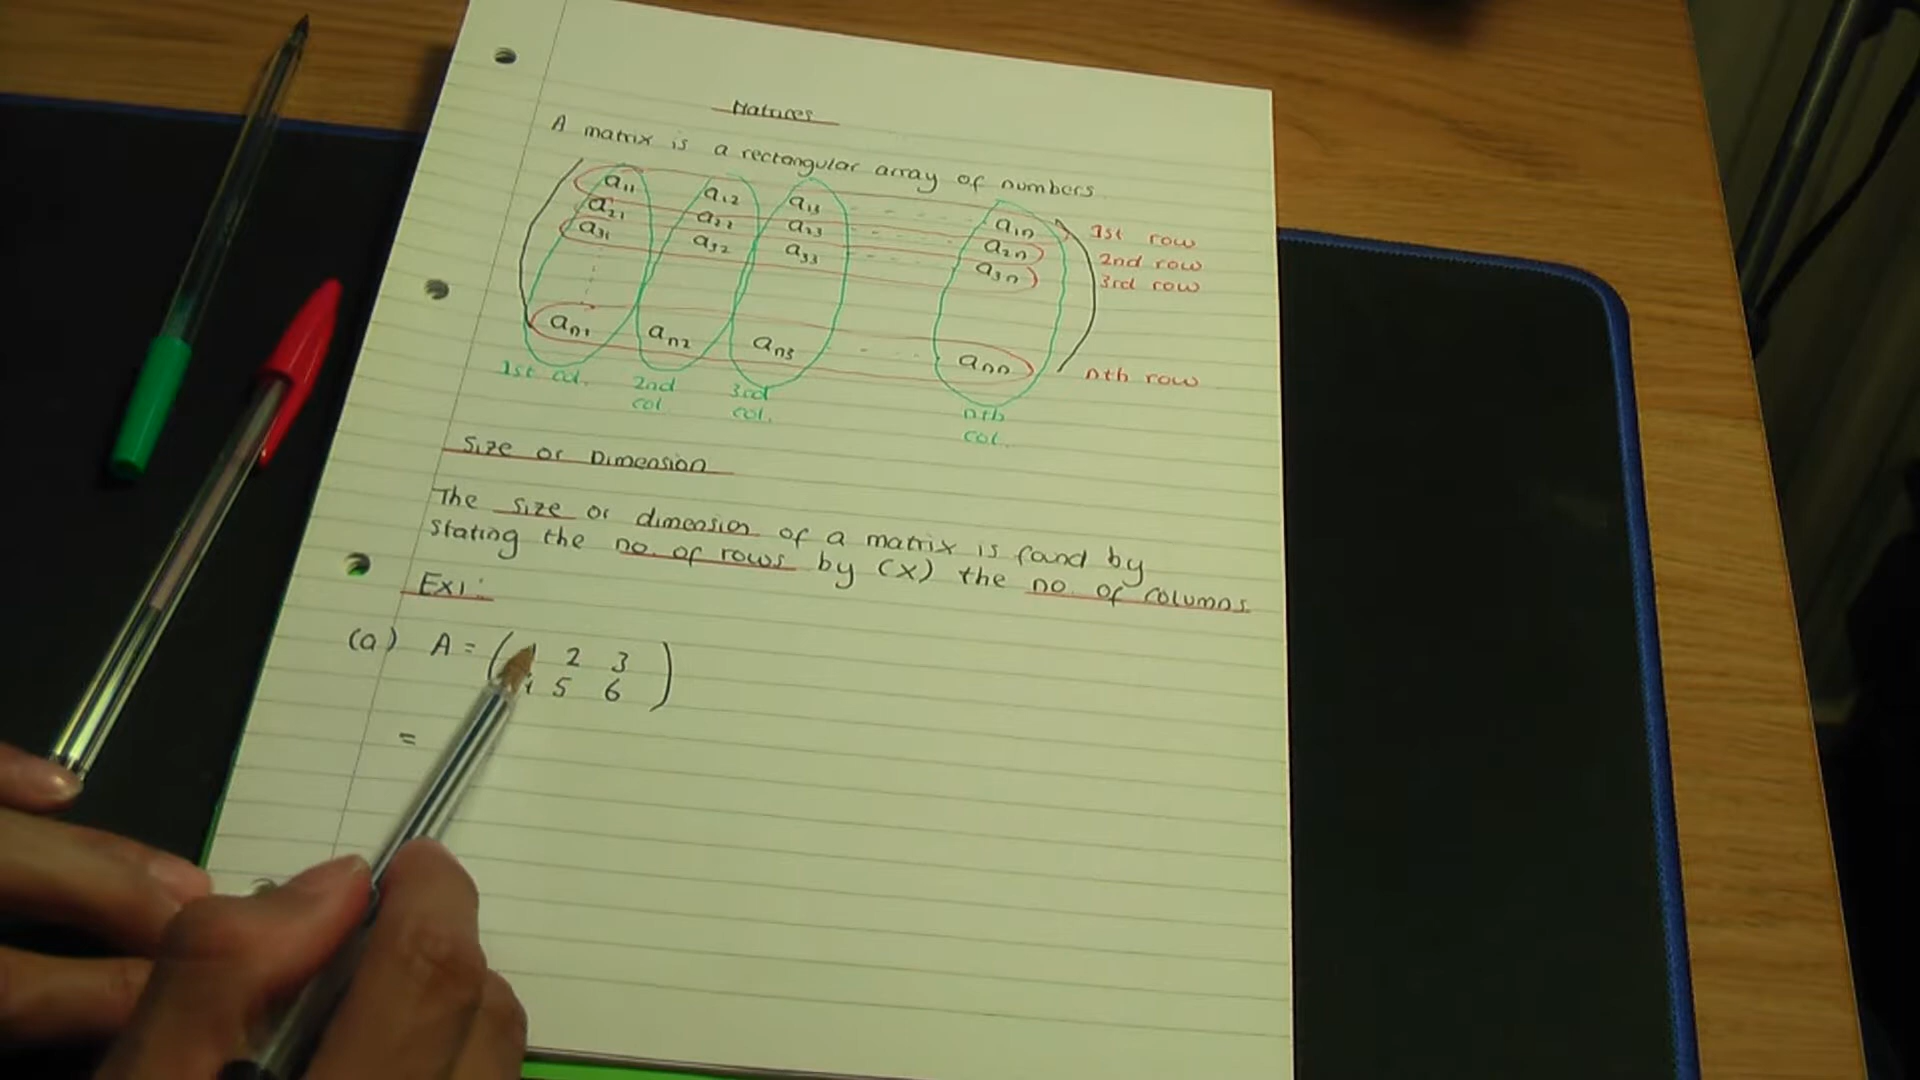 Matrices
A matrix is a rectangular array of numbers.
a11 a12 a13 - - - - a1n 1st row
a21 a22 a23 - - - - a2n 2nd row
a31 a32 a33 - - - - a3n 3rd row
an1 an2 an3 - - - - ann nth row
1st col. 2nd col. 3rd col. nth col.
Size or Dimension
The size or dimension of a matrix is found by
stating the no. of rows by (x) the no. of columns
Ex1:
(a) A = ( 1 2 3
4 5 6 )
=